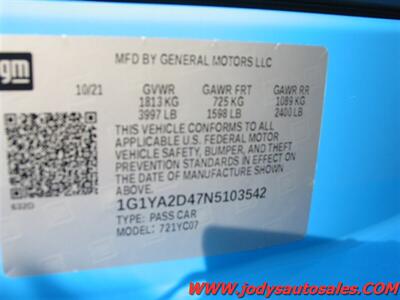 gm
MFD BY GENERAL MOTORS LLC
10/21 GVWR GAWR FRT GAWR RR
1813 KG 725 KG 1089 KG
3997 LB 1598 LB 2400 LB
THIS VEHICLE CONFORMS TO ALL
APPLICABLE U.S. FEDERAL MOTOR
VEHICLE SAFETY, BUMPER, AND THEFT
PREVENTION STANDARDS IN EFFECT ON
THE DATE OF MANUFACTURE SHOWN
ABOVE.
632D
1G1YA2D47N5103542
TYPE: PASS CAR
MODEL: 721YC07
www.jodysautosales.COM